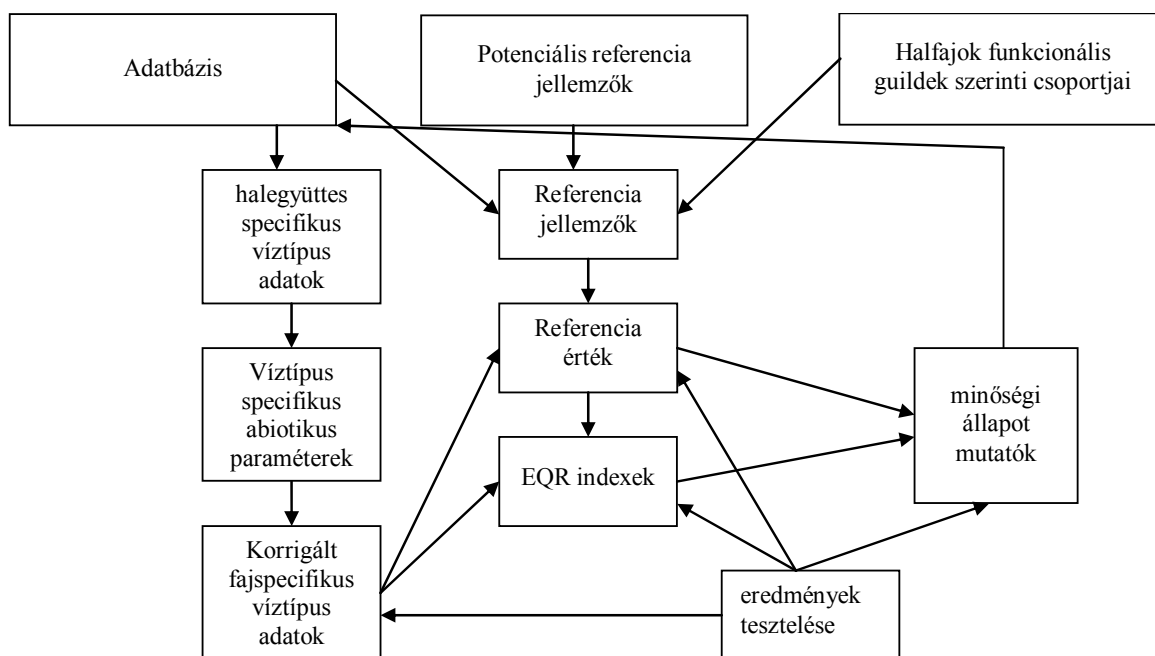 Adatbázis
Potenciális referencia
jellemzők
Halfajok funkcionális
guildek szerinti csoportjai
halegyüttes
specifikus
víztípus
adatok
Referencia
jellemzők
Referencia
érték
Víztípus
specifikus
abiotikus
paraméterek
minőségi
állapot
mutatók
EQR indexek
Korrigált
fajspecifikus
víztípus
adatok
eredmények
tesztelése